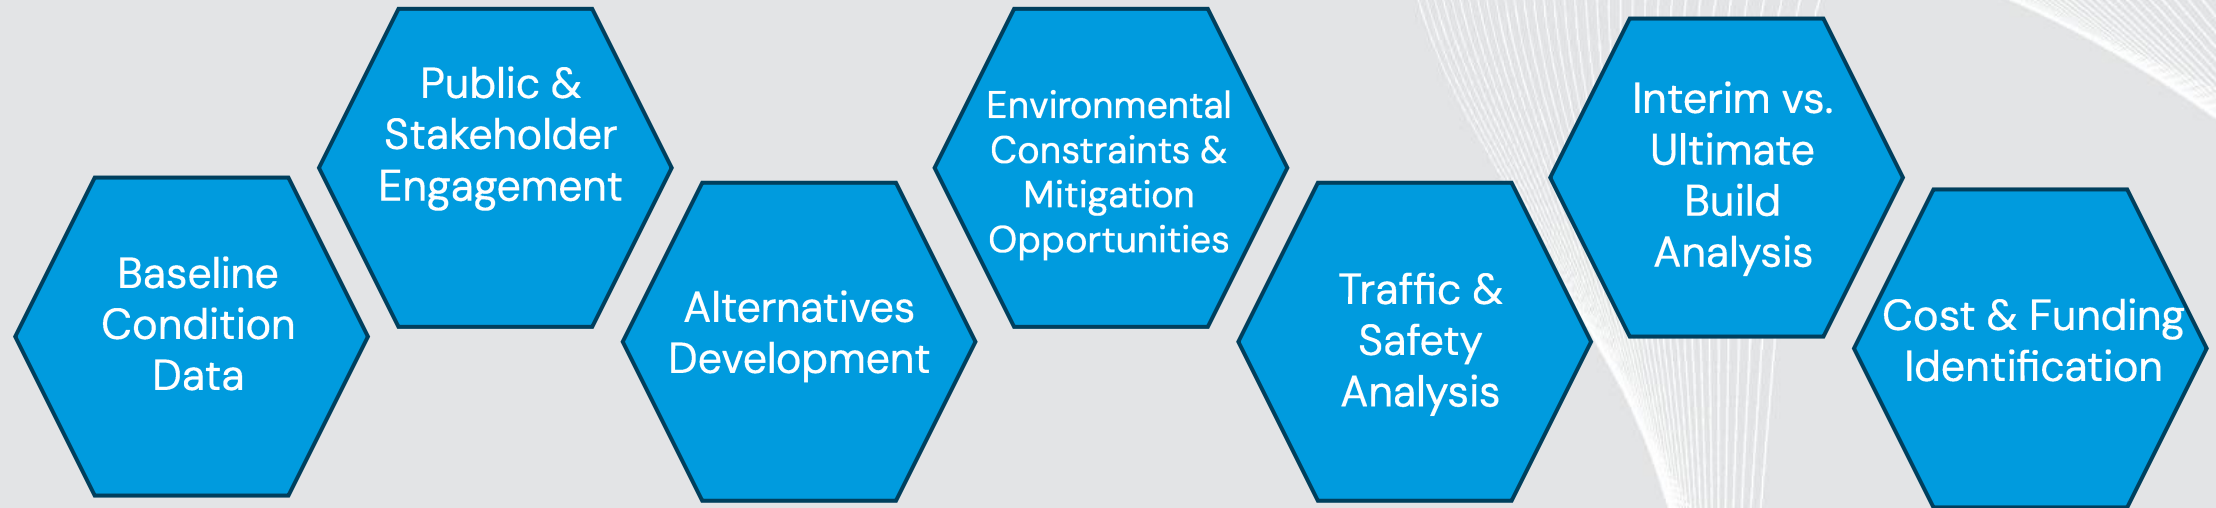 Baseline
Condition
Data
Public &
Stakeholder
Engagement
Alternatives
Development
Environmental
Constraints &
Mitigation
Opportunities
Traffic &
Safety
Analysis
Interim vs.
Ultimate
Build
Analysis
Cost & Funding
Identification